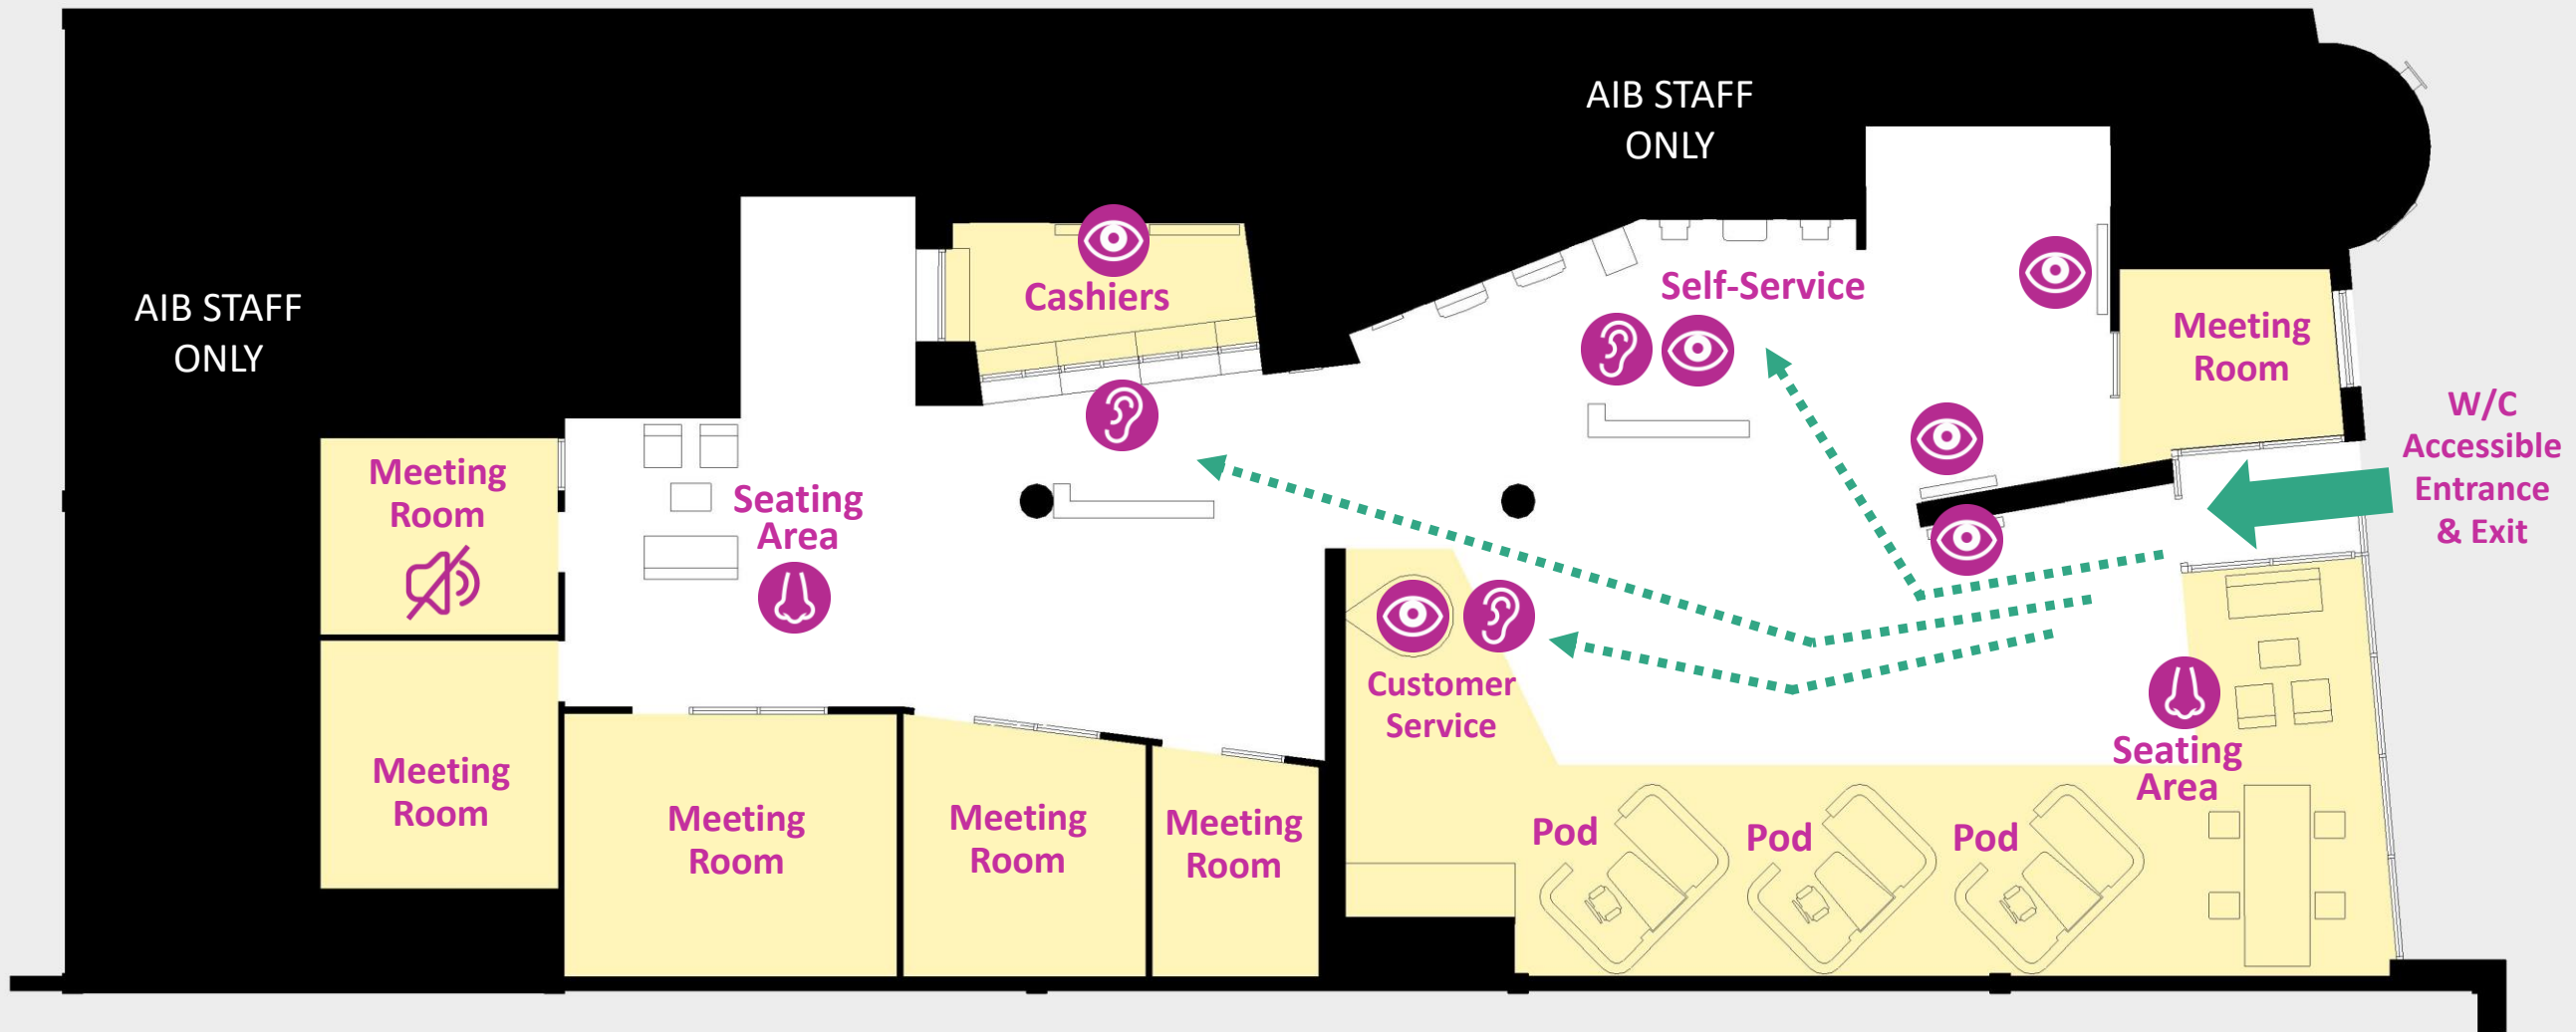 AIB STAFF
ONLY
AIB STAFF
ONLY
Cashiers
Self-Service
Meeting
Room
W/C
Accessible
Entrance
& Exit
Meeting
Room
Seating
Area
Customer
Service
Seating
Area
Meeting
Room
Meeting
Room
Meeting
Room
Meeting
Room
Pod
Pod
Pod